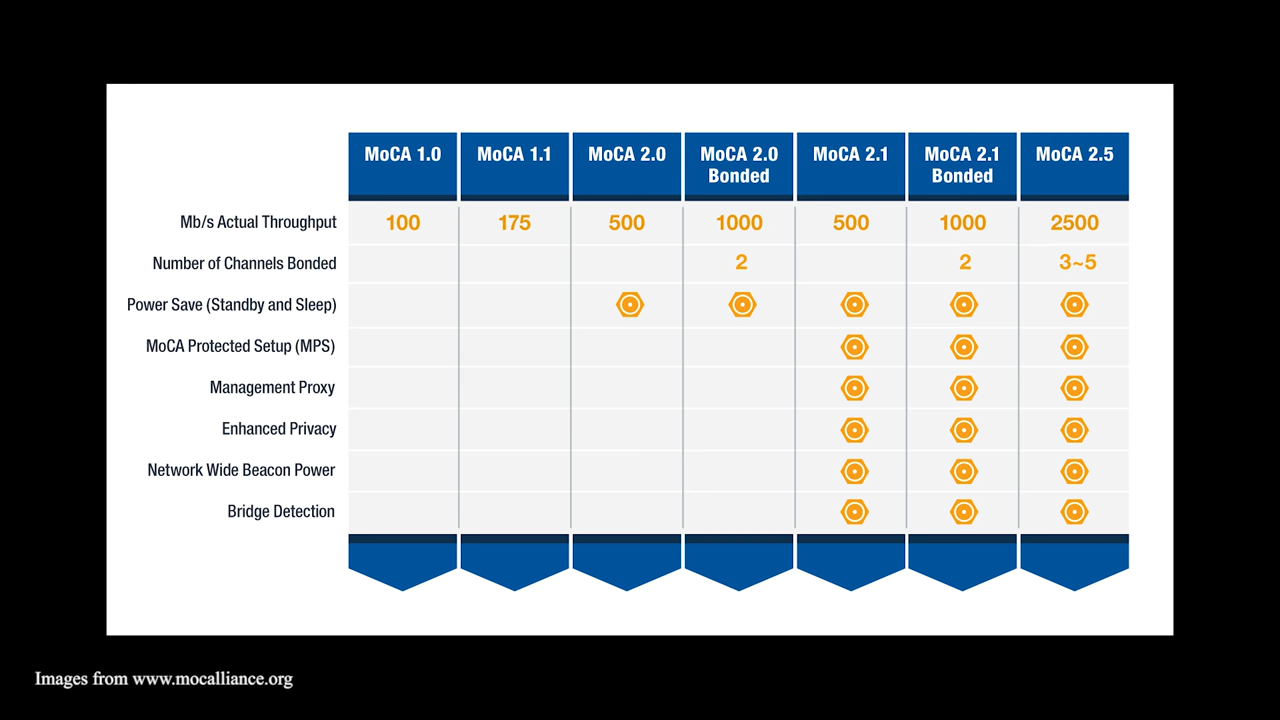 MoCA 1.0 MoCA 1.1 MoCA 2.0 MoCA 2.0 Bonded MoCA 2.1 MoCA 2.1 Bonded MoCA 2.5
Mb/s Actual Throughput 100 175 500 1000 500 1000 2500
Number of Channels Bonded 2 2 3~5
Power Save (Standby and Sleep)
MoCA Protected Setup (MPS)
Management Proxy
Enhanced Privacy
Network Wide Beacon Power
Bridge Detection
Images from www.mocalliance.org